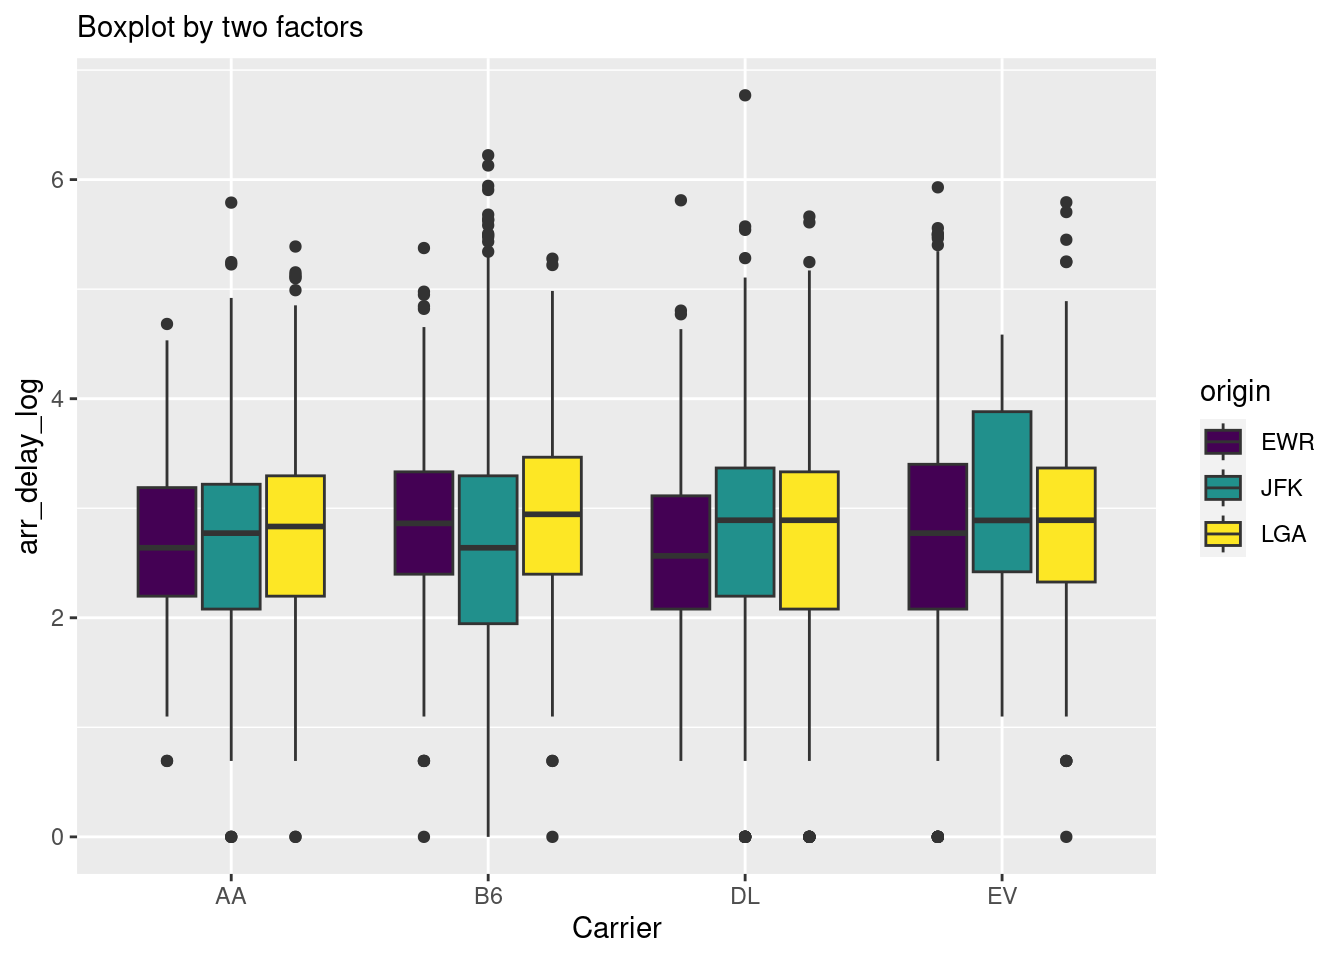 Boxplot by two factors
6
4
2
0
arr_delay_log
AA
B6
DL
EV
Carrier
origin
EWR
JFK
LGA